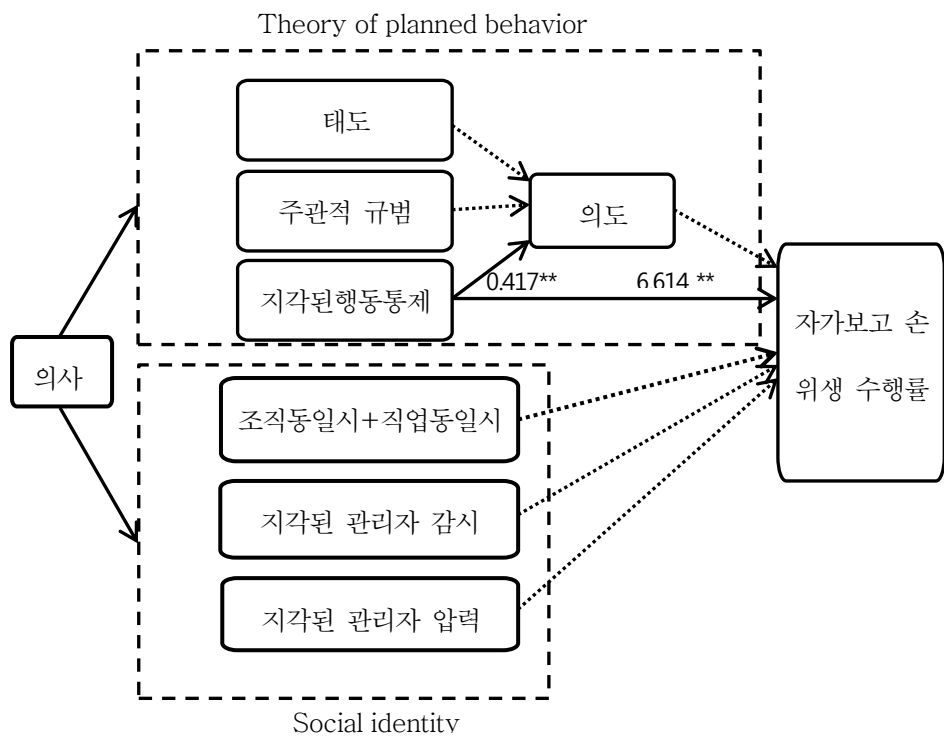 Theory of planned behavior
태도
주관적 규범
의도
지각된행동통제
0.417**
6.614 **
자가보고 손
위생 수행률
의사
조직동일시+직업동일시
지각된 관리자 감시
지각된 관리자 압력
Social identity